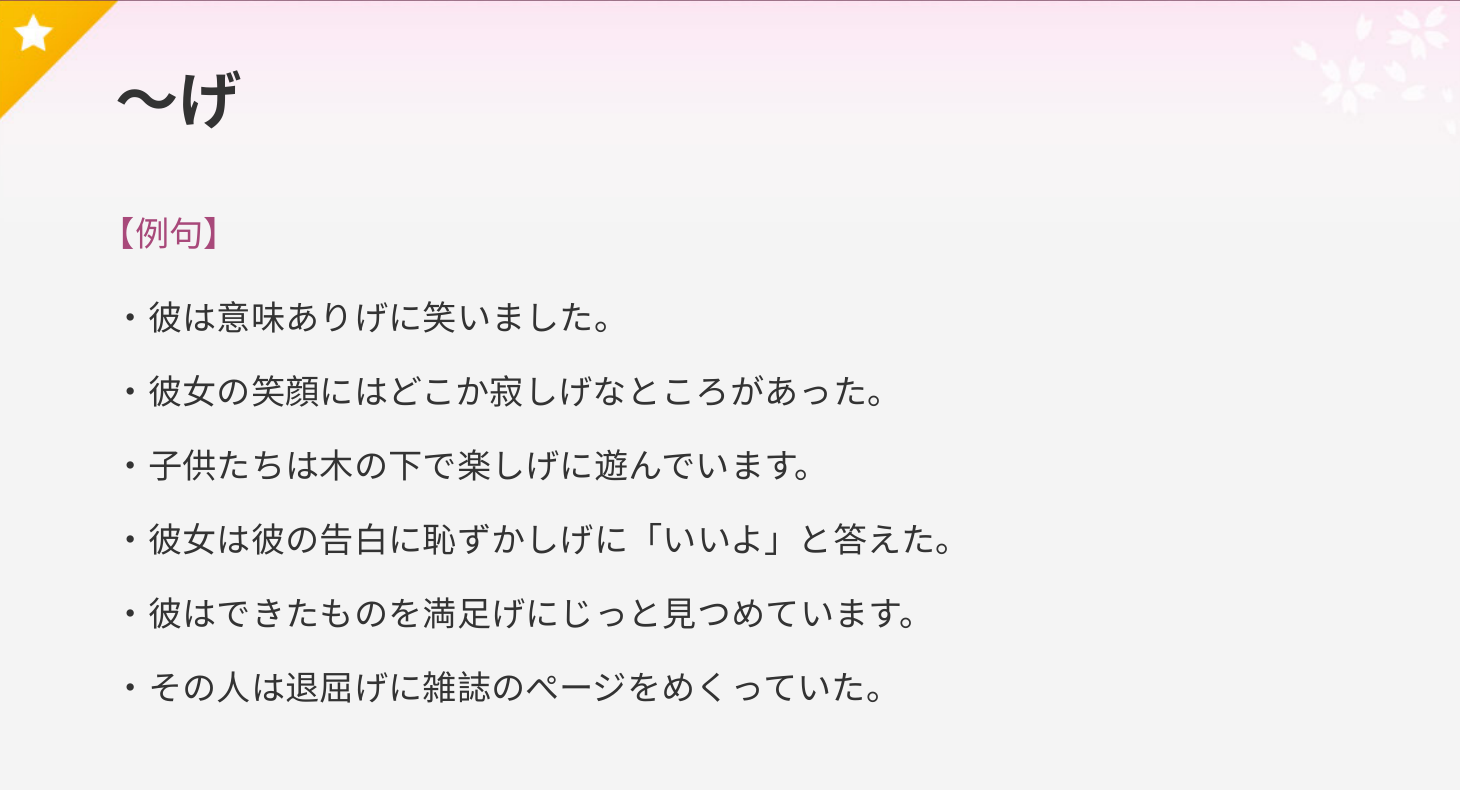 〜げ
【例句】
・彼は意味ありげに笑いました。
・彼女の笑顔にはどこか寂しげなところがあった。
・子供たちは木の下で楽しげに遊んでいます。
・彼女は彼の告白に恥ずかしげに「いいよ」と答えた。
・彼はできたものを満足げにじっと見つめています。
・その人は退屈げに雑誌のページをめくっていた。